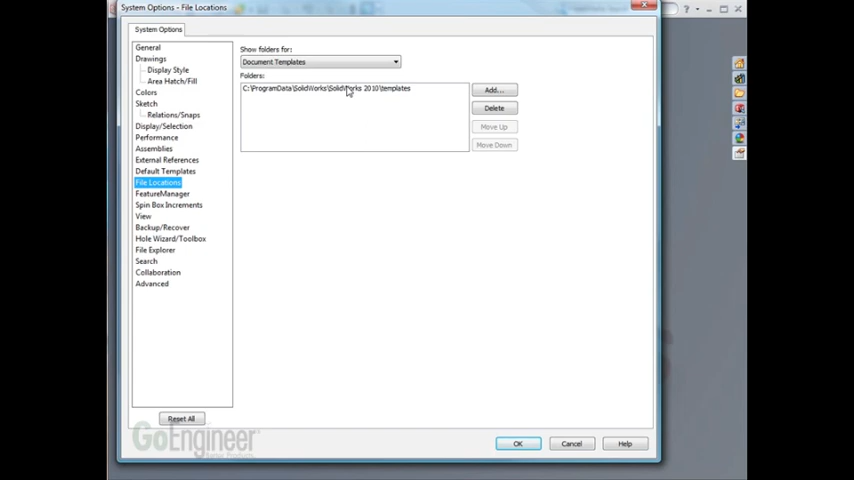 System Options - File Locations
System Options
General
Drawings
Display Style
Area Hatch/Fill
Colors
Sketch
Relations/Snaps
Display/Selection
Performance
Assemblies
External References
Default Templates
File Locations
FeatureManager
Spin Box Increments
View
Backup/Recover
Hole Wizard/Toolbox
File Explorer
Search
Collaboration
Advanced
Reset All
Show folders for:
Document Templates
Folders:
C:\ProgramData\SolidWorks\SolidWorks 2010\templates
Add...
Delete
Move Up
Move Down
GoEngineer
OK
Cancel
Help